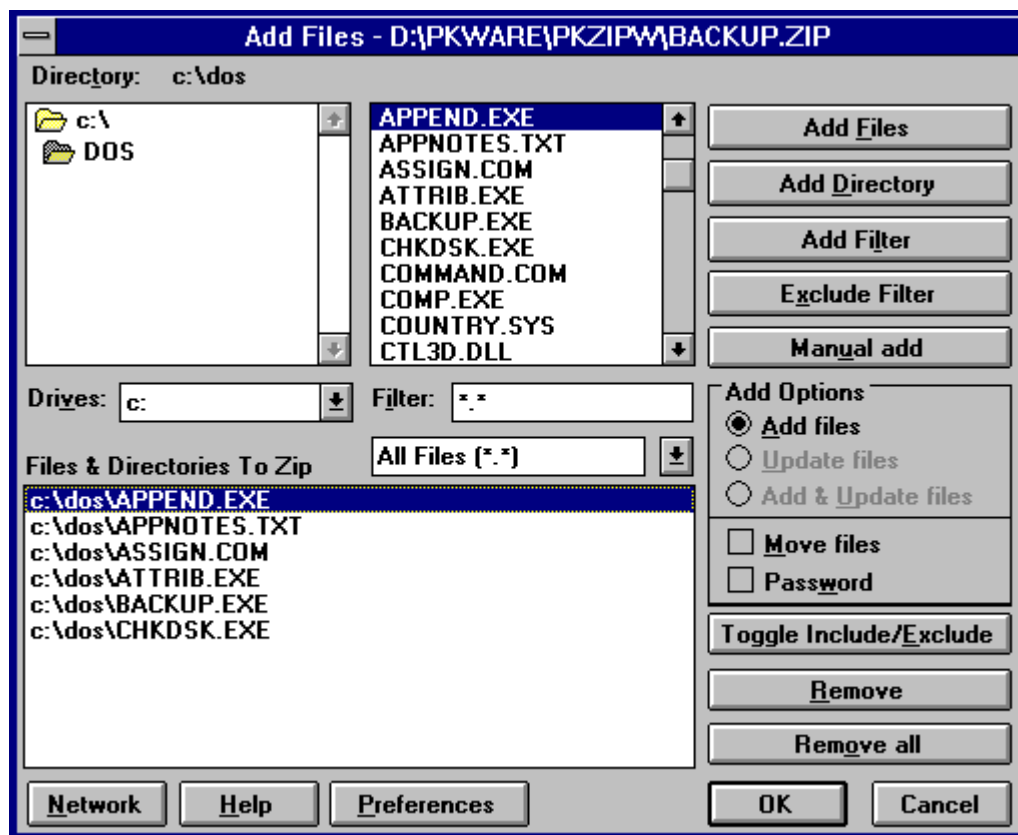 Add Files - D:\PKWARE\PKZIPW\BACKUP.ZIP
Directory: c:\dos
c:\
DOS
APPEND.EXE
APPNOTES.TXT
ASSIGN.COM
ATTRIB.EXE
BACKUP.EXE
CHKDSK.EXE
COMMAND.COM
COMP.EXE
COUNTRY.SYS
CTL3D.DLL
Add Files
Add Directory
Add Filter
Exclude Filter
Manual add
Drives: c:
Filter: *.*
All Files (*.*)
Add Options
Add files
Update files
Add & Update files
Move files
Password
Files & Directories To Zip
c:\dos\APPEND.EXE
c:\dos\APPNOTES.TXT
c:\dos\ASSIGN.COM
c:\dos\ATTRIB.EXE
c:\dos\BACKUP.EXE
c:\dos\CHKDSK.EXE
Toggle Include/Exclude
Remove
Remove all
Network
Help
Preferences
OK
Cancel